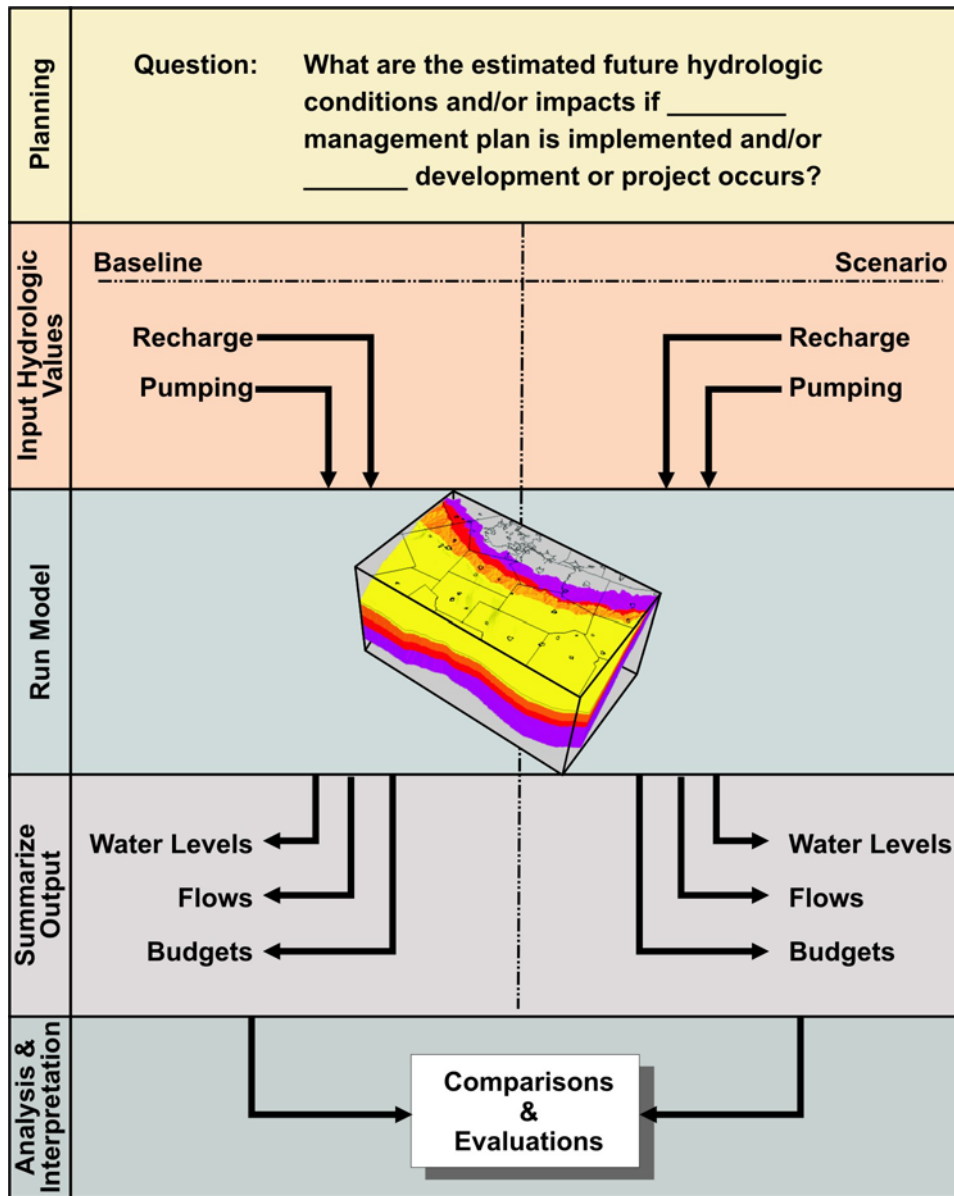 Planning
Question: What are the estimated future hydrologic
conditions and/or impacts if ________
management plan is implemented and/or
_______ development or project occurs?
Input Hydrologic
Values
Baseline
Scenario
Recharge
Recharge
Pumping
Pumping
Run Model
Summarize
Output
Water Levels
Water Levels
Flows
Flows
Budgets
Budgets
Analysis &
Interpretation
Comparisons
&
Evaluations